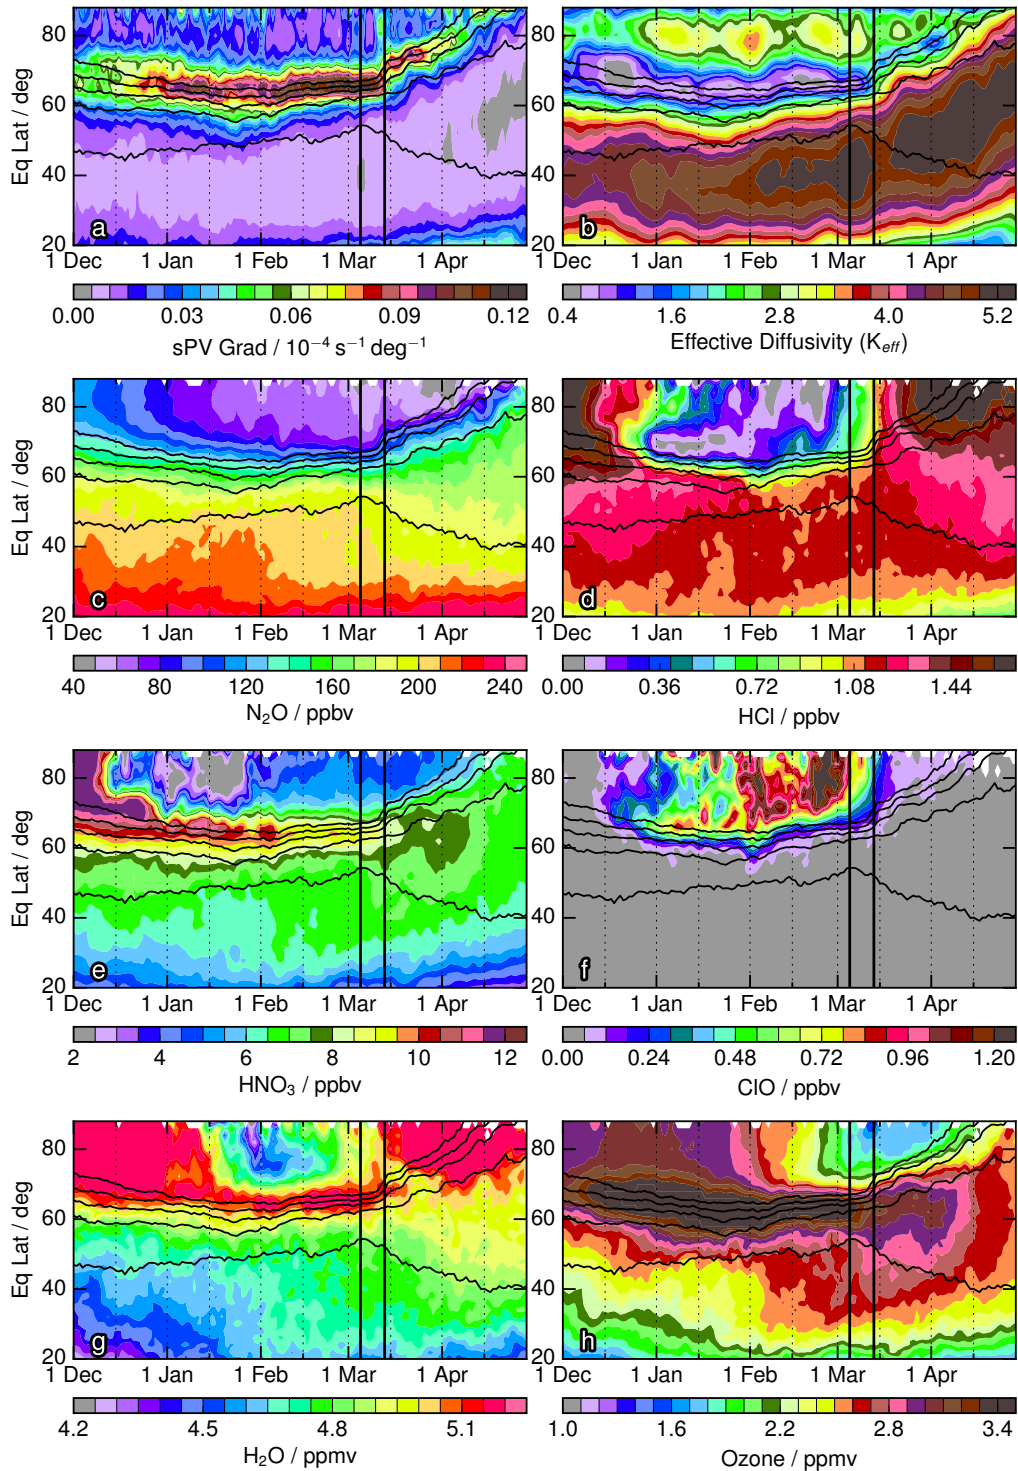 80
60
40
20
Eq Lat / deg
a
1 Dec 1 Jan 1 Feb 1 Mar 1 Apr
0.00 0.03 0.06 0.09 0.12
sPV Grad / 10⁻⁴ s⁻¹ deg⁻¹
80
60
40
20
b
1 Dec 1 Jan 1 Feb 1 Mar 1 Apr
0.4 1.6 2.8 4.0 5.2
Effective Diffusivity (K_eff)
80
60
40
20
Eq Lat / deg
c
1 Dec 1 Jan 1 Feb 1 Mar 1 Apr
40 80 120 160 200 240
N₂O / ppbv
80
60
40
20
d
1 Dec 1 Jan 1 Feb 1 Mar 1 Apr
0.00 0.36 0.72 1.08 1.44
HCl / ppbv
80
60
40
20
Eq Lat / deg
e
1 Dec 1 Jan 1 Feb 1 Mar 1 Apr
2 4 6 8 10 12
HNO₃ / ppbv
80
60
40
20
f
1 Dec 1 Jan 1 Feb 1 Mar 1 Apr
0.00 0.24 0.48 0.72 0.96 1.20
ClO / ppbv
80
60
40
20
Eq Lat / deg
g
1 Dec 1 Jan 1 Feb 1 Mar 1 Apr
4.2 4.5 4.8 5.1
H₂O / ppmv
80
60
40
20
h
1 Dec 1 Jan 1 Feb 1 Mar 1 Apr
1.0 1.6 2.2 2.8 3.4
Ozone / ppmv